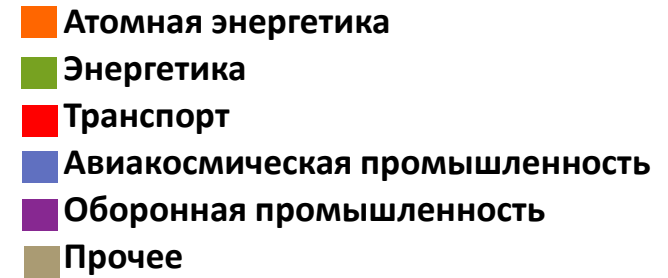 Атомная энергетика
Энергетика
Транспорт
Авиакосмическая промышленность
Оборонная промышленность
Прочее